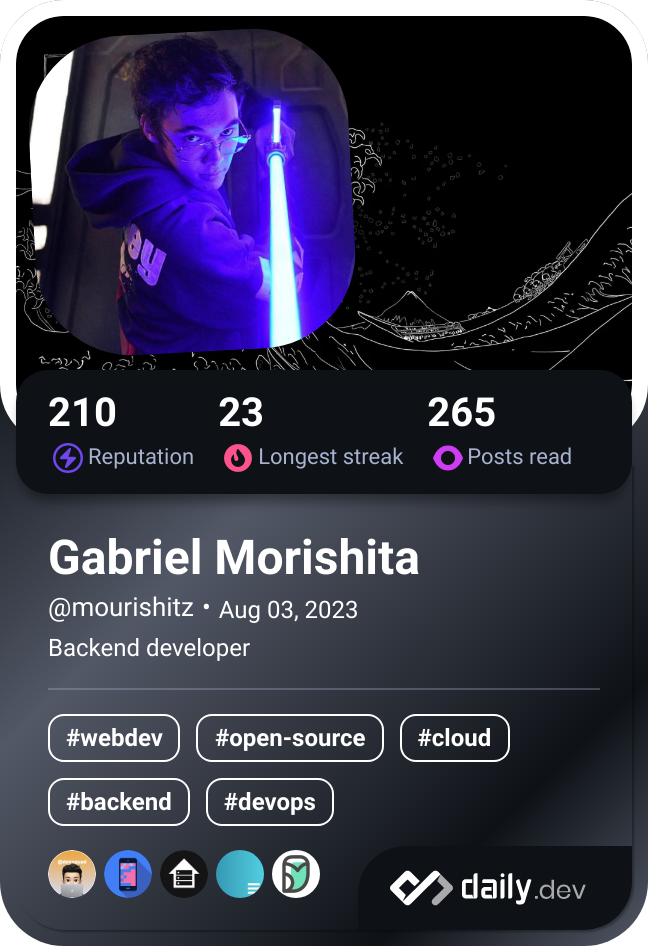 210 23 265
Reputation Longest streak Posts read
Gabriel Morishita
@mourishitz • Aug 03, 2023
Backend developer
#webdev #open-source #cloud
#backend #devops
daily.dev